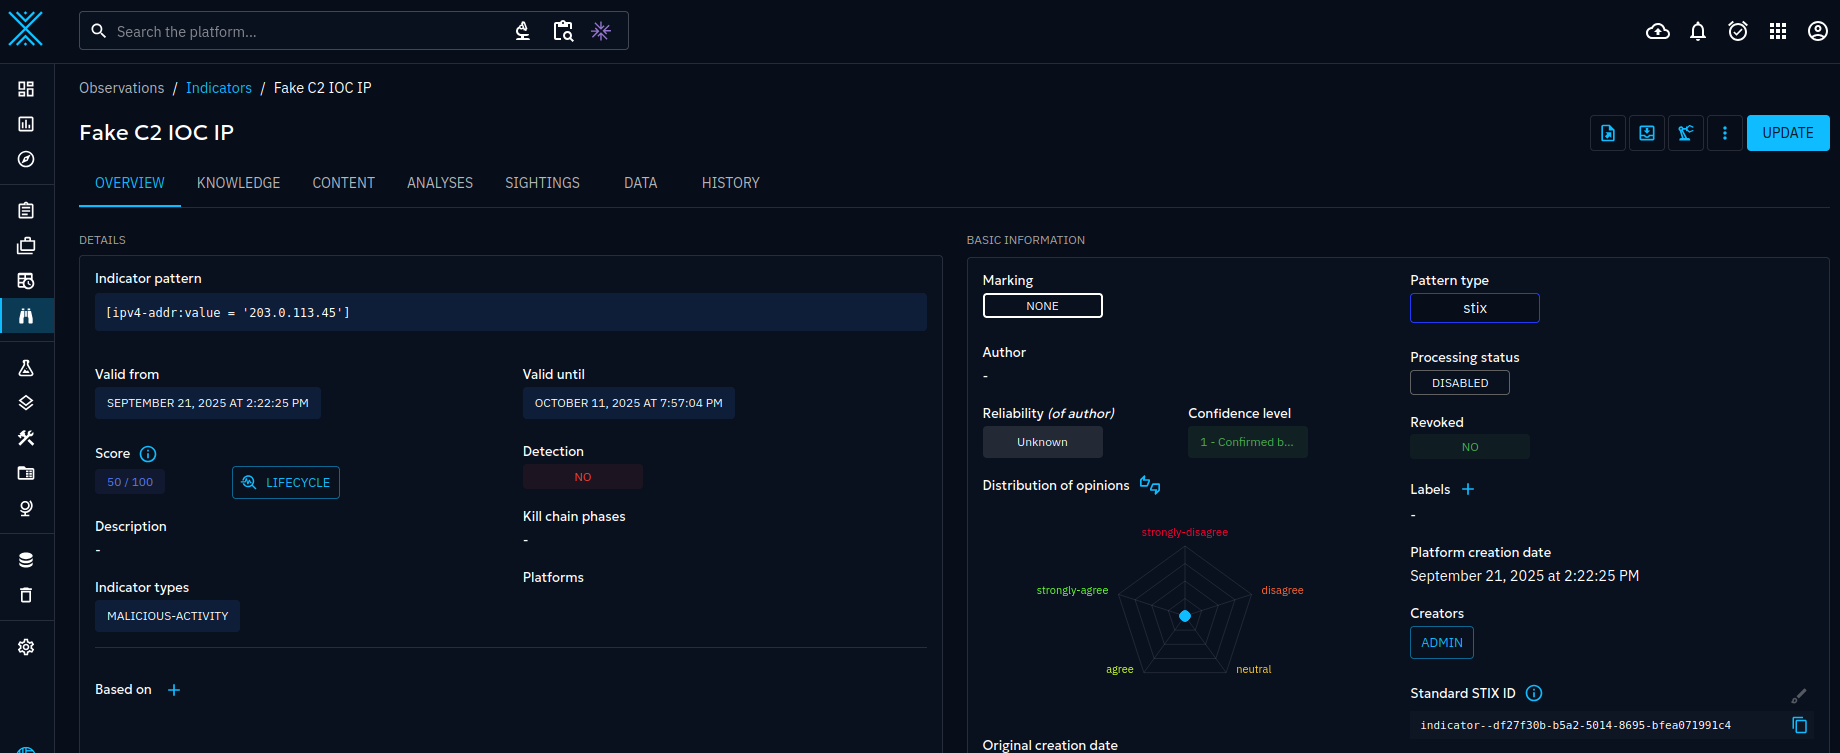 Search the platform...
Observations / Indicators / Fake C2 IOC IP
Fake C2 IOC IP
UPDATE
OVERVIEW KNOWLEDGE CONTENT ANALYSES SIGHTINGS DATA HISTORY
DETAILS
Indicator pattern
[ipv4-addr:value = '203.0.113.45']
Valid from
SEPTEMBER 21, 2025 AT 2:22:25 PM
Valid until
OCTOBER 11, 2025 AT 7:57:04 PM
Score
50 / 100
LIFECYCLE
Detection
NO
Description
-
Kill chain phases
-
Indicator types
MALICIOUS-ACTIVITY
Platforms
Based on
BASIC INFORMATION
Marking
NONE
Pattern type
stix
Author
-
Processing status
DISABLED
Reliability (of author)
Unknown
Confidence level
1 - Confirmed b...
Revoked
NO
Distribution of opinions
strongly-disagree
strongly-agree
disagree
agree
neutral
Labels
-
Platform creation date
September 21, 2025 at 2:22:25 PM
Creators
ADMIN
Standard STIX ID
indicator--df27f30b-b5a2-5014-8695-bfea071991c4
Original creation date